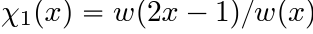 χ₁(x) = w(2x − 1)/w(x)